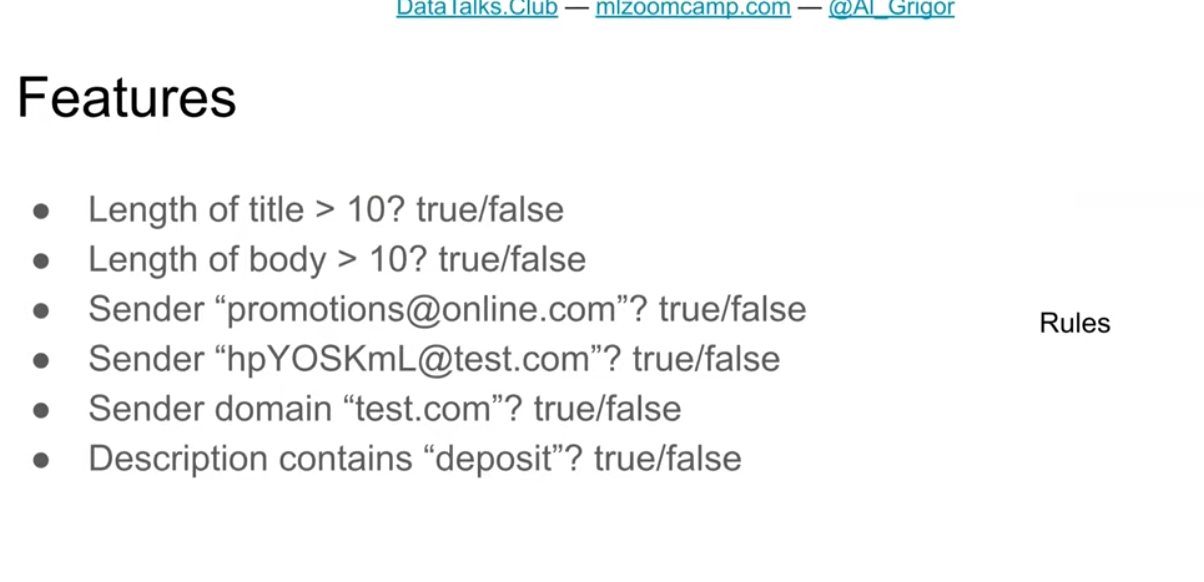 DataTalks.Club — mlzoomcamp.com — @Al_Grigor
Features
● Length of title > 10? true/false
● Length of body > 10? true/false
● Sender “promotions@online.com”? true/false
● Sender “hpYOSKmL@test.com”? true/false
● Sender domain “test.com”? true/false
● Description contains “deposit”? true/false
Rules